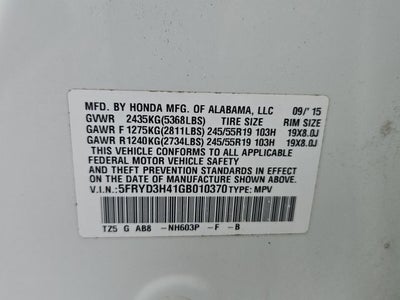 MFD. BY HONDA MFG. OF ALABAMA, LLC 09/'15
GVWR 2435KG(5368LBS) TIRE SIZE RIM SIZE
GAWR F 1275KG(2811LBS) 245/55R19 103H 19X8.0J
GAWR R 1240KG(2734LBS) 245/55R19 103H 19X8.0J
THIS VEHICLE CONFORMS TO ALL APPLICABLE
FEDERAL MOTOR VEHICLE SAFETY STANDARDS IN EFFECT
ON THE DATE OF MANUFACTURE SHOWN ABOVE.
V.I.N.:5FRYD3H41GB010370 TYPE: MPV
TZ5 G AB8 -NH603P -F -B